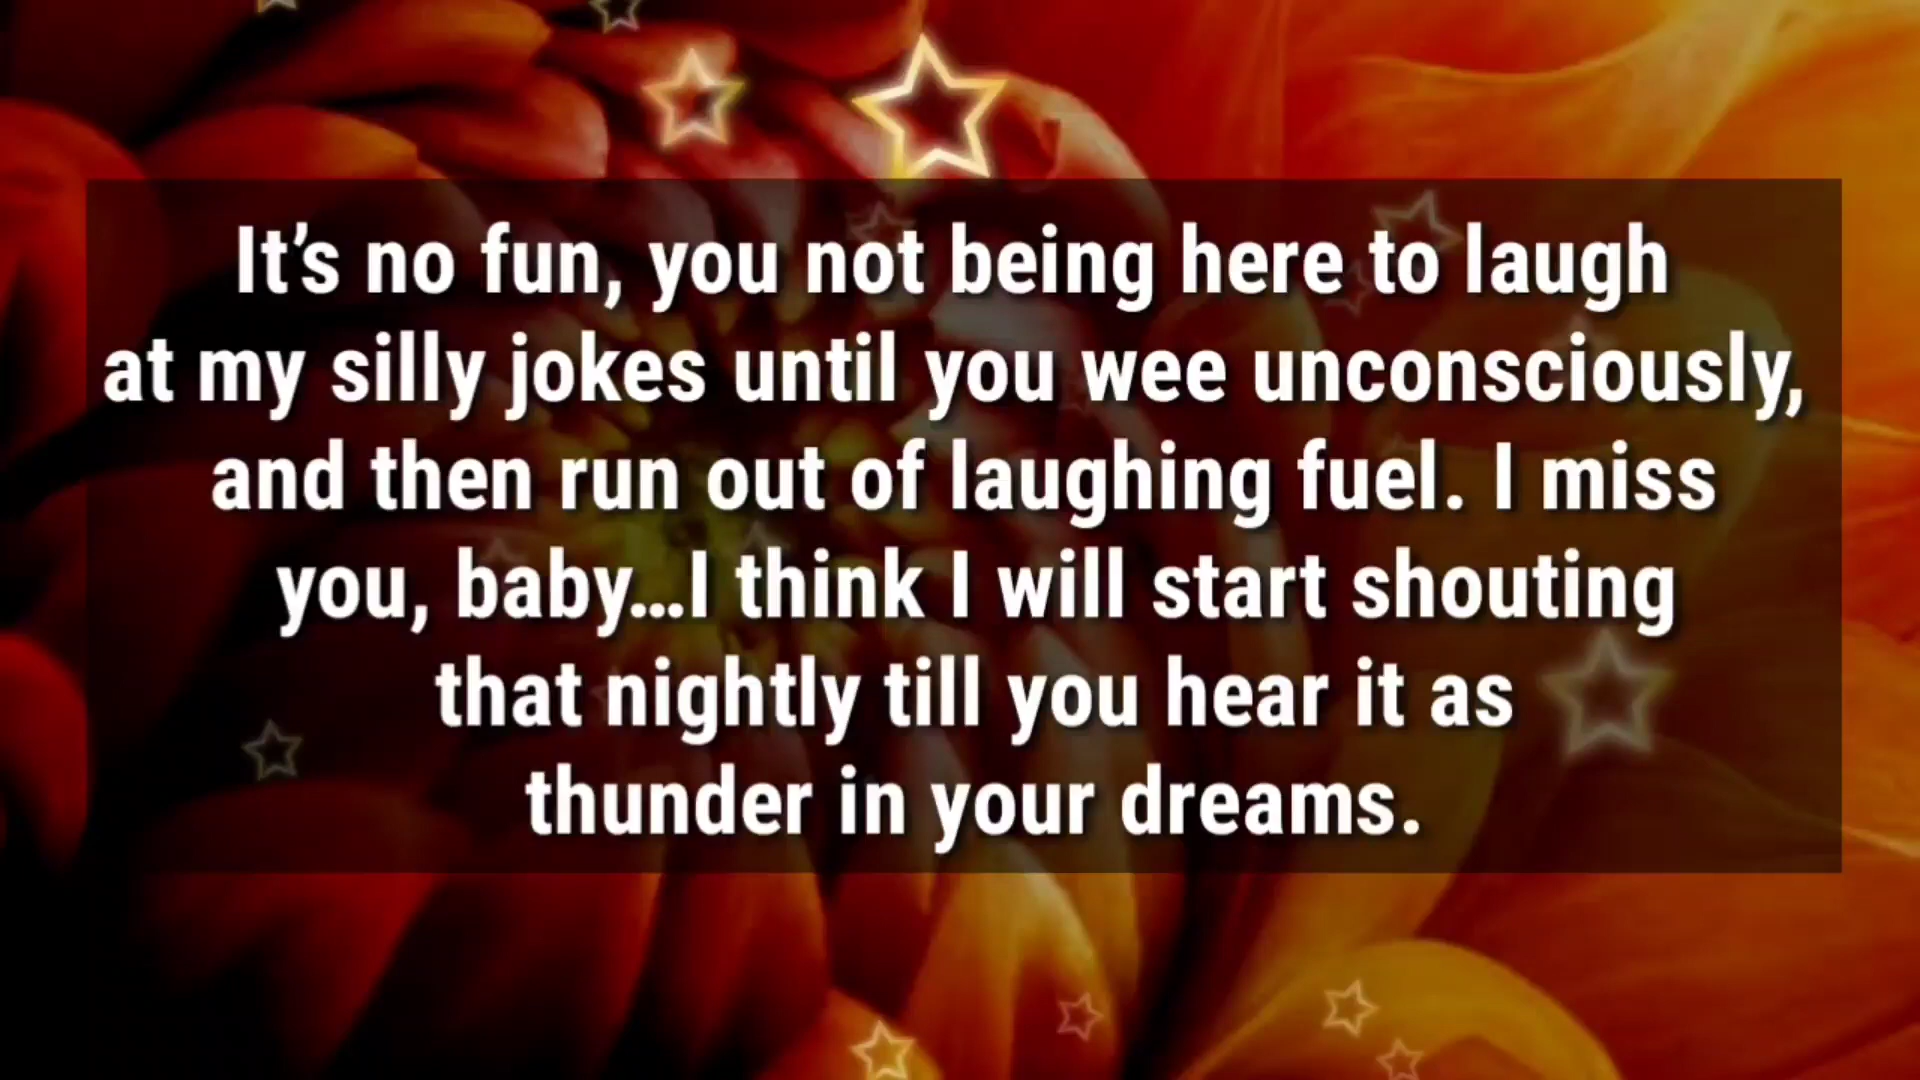 It’s no fun, you not being here to laugh
at my silly jokes until you wee unconsciously,
and then run out of laughing fuel. I miss
you, baby...I think I will start shouting
that nightly till you hear it as
thunder in your dreams.